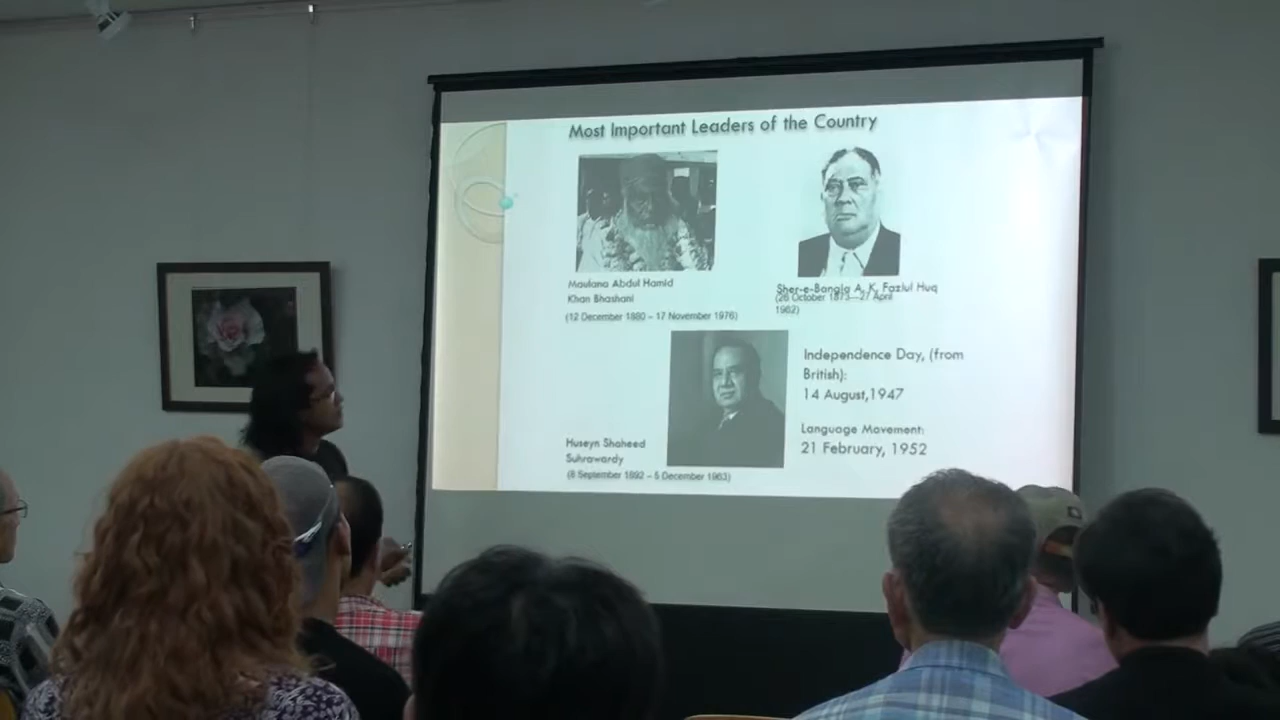 Most Important Leaders of the Country
Maulana Abdul Hamid
Khan Bhashani
(12 December 1880 – 17 November 1976)
Sher-e-Bangla A. K. Fazlul Huq
(26 October 1873—27 April
1962)
Independence Day, (from
British):
14 August,1947
Language Movement:
21 February, 1952
Huseyn Shaheed
Suhrawardy
(8 September 1892 – 5 December 1963)